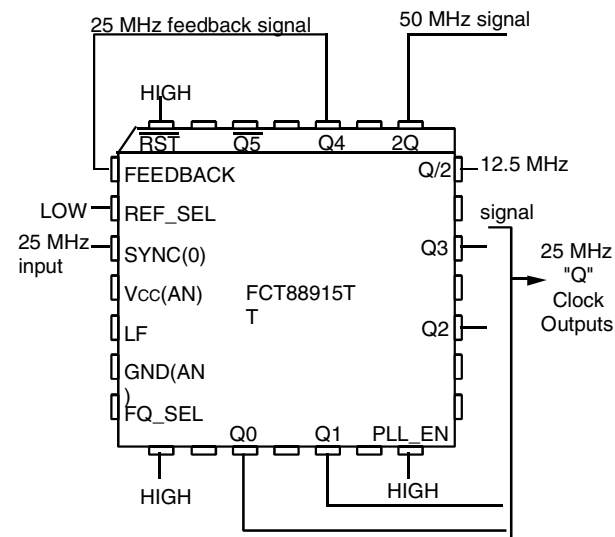 25 MHz feedback signal
50 MHz signal
HIGH
RST Q5 Q4 2Q
FEEDBACK
Q/2
12.5 MHz
signal
LOW
REF_SEL
25 MHz
input
SYNC(0)
Q3
25 MHz
"Q"
Clock
Outputs
VCC(AN)
FCT88915T
T
LF
Q2
GND(AN
)
FQ_SEL
Q0 Q1 PLL_EN
HIGH
HIGH